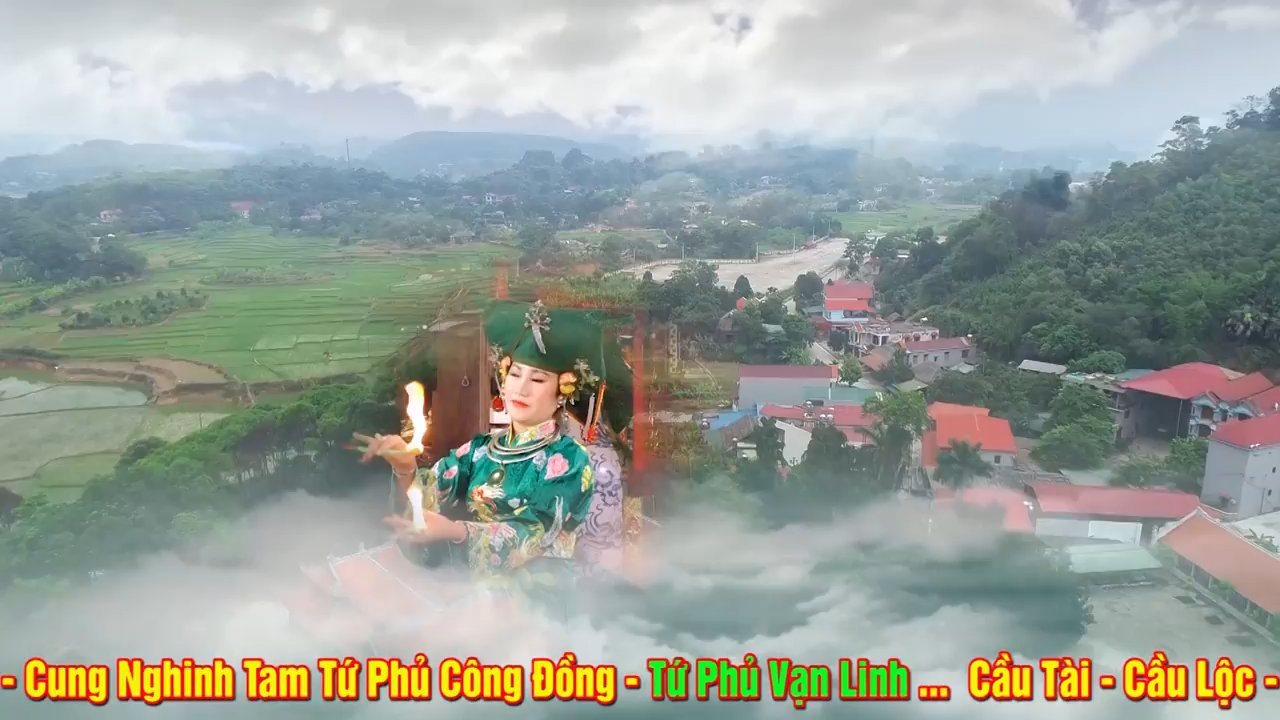 - Cung Nghinh Tam Tứ Phủ Công Đồng - Tứ Phủ Vạn Linh ... Cầu Tài - Cầu Lộc -